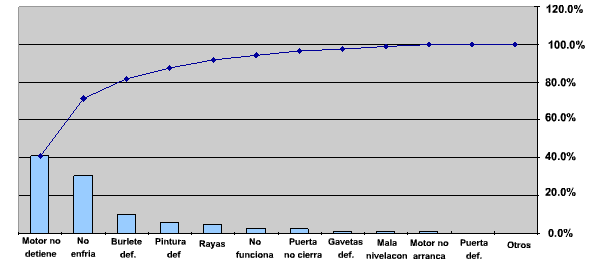 120.0%
100.0%
80.0%
60.0%
40.0%
20.0%
0.0%
Motor no
detiene
No
enfria
Burlete
def.
Pintura
def
Rayas
No
funciona
Puerta
no cierra
Gavetas
def.
Mala
nivelacon
Motor no
arranca
Puerta
def.
Otros